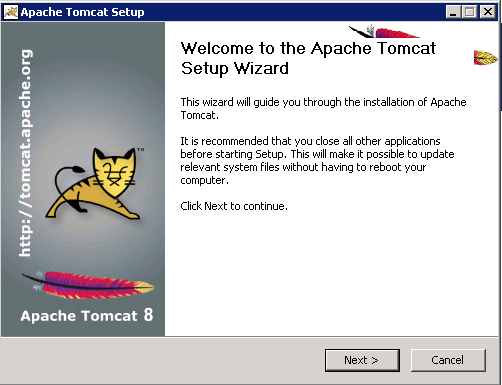 Apache Tomcat Setup
http://tomcat.apache.org
TM
Apache Tomcat 8
Welcome to the Apache Tomcat
Setup Wizard
This wizard will guide you through the installation of Apache
Tomcat.
It is recommended that you close all other applications
before starting Setup. This will make it possible to update
relevant system files without having to reboot your
computer.
Click Next to continue.
Next >
Cancel